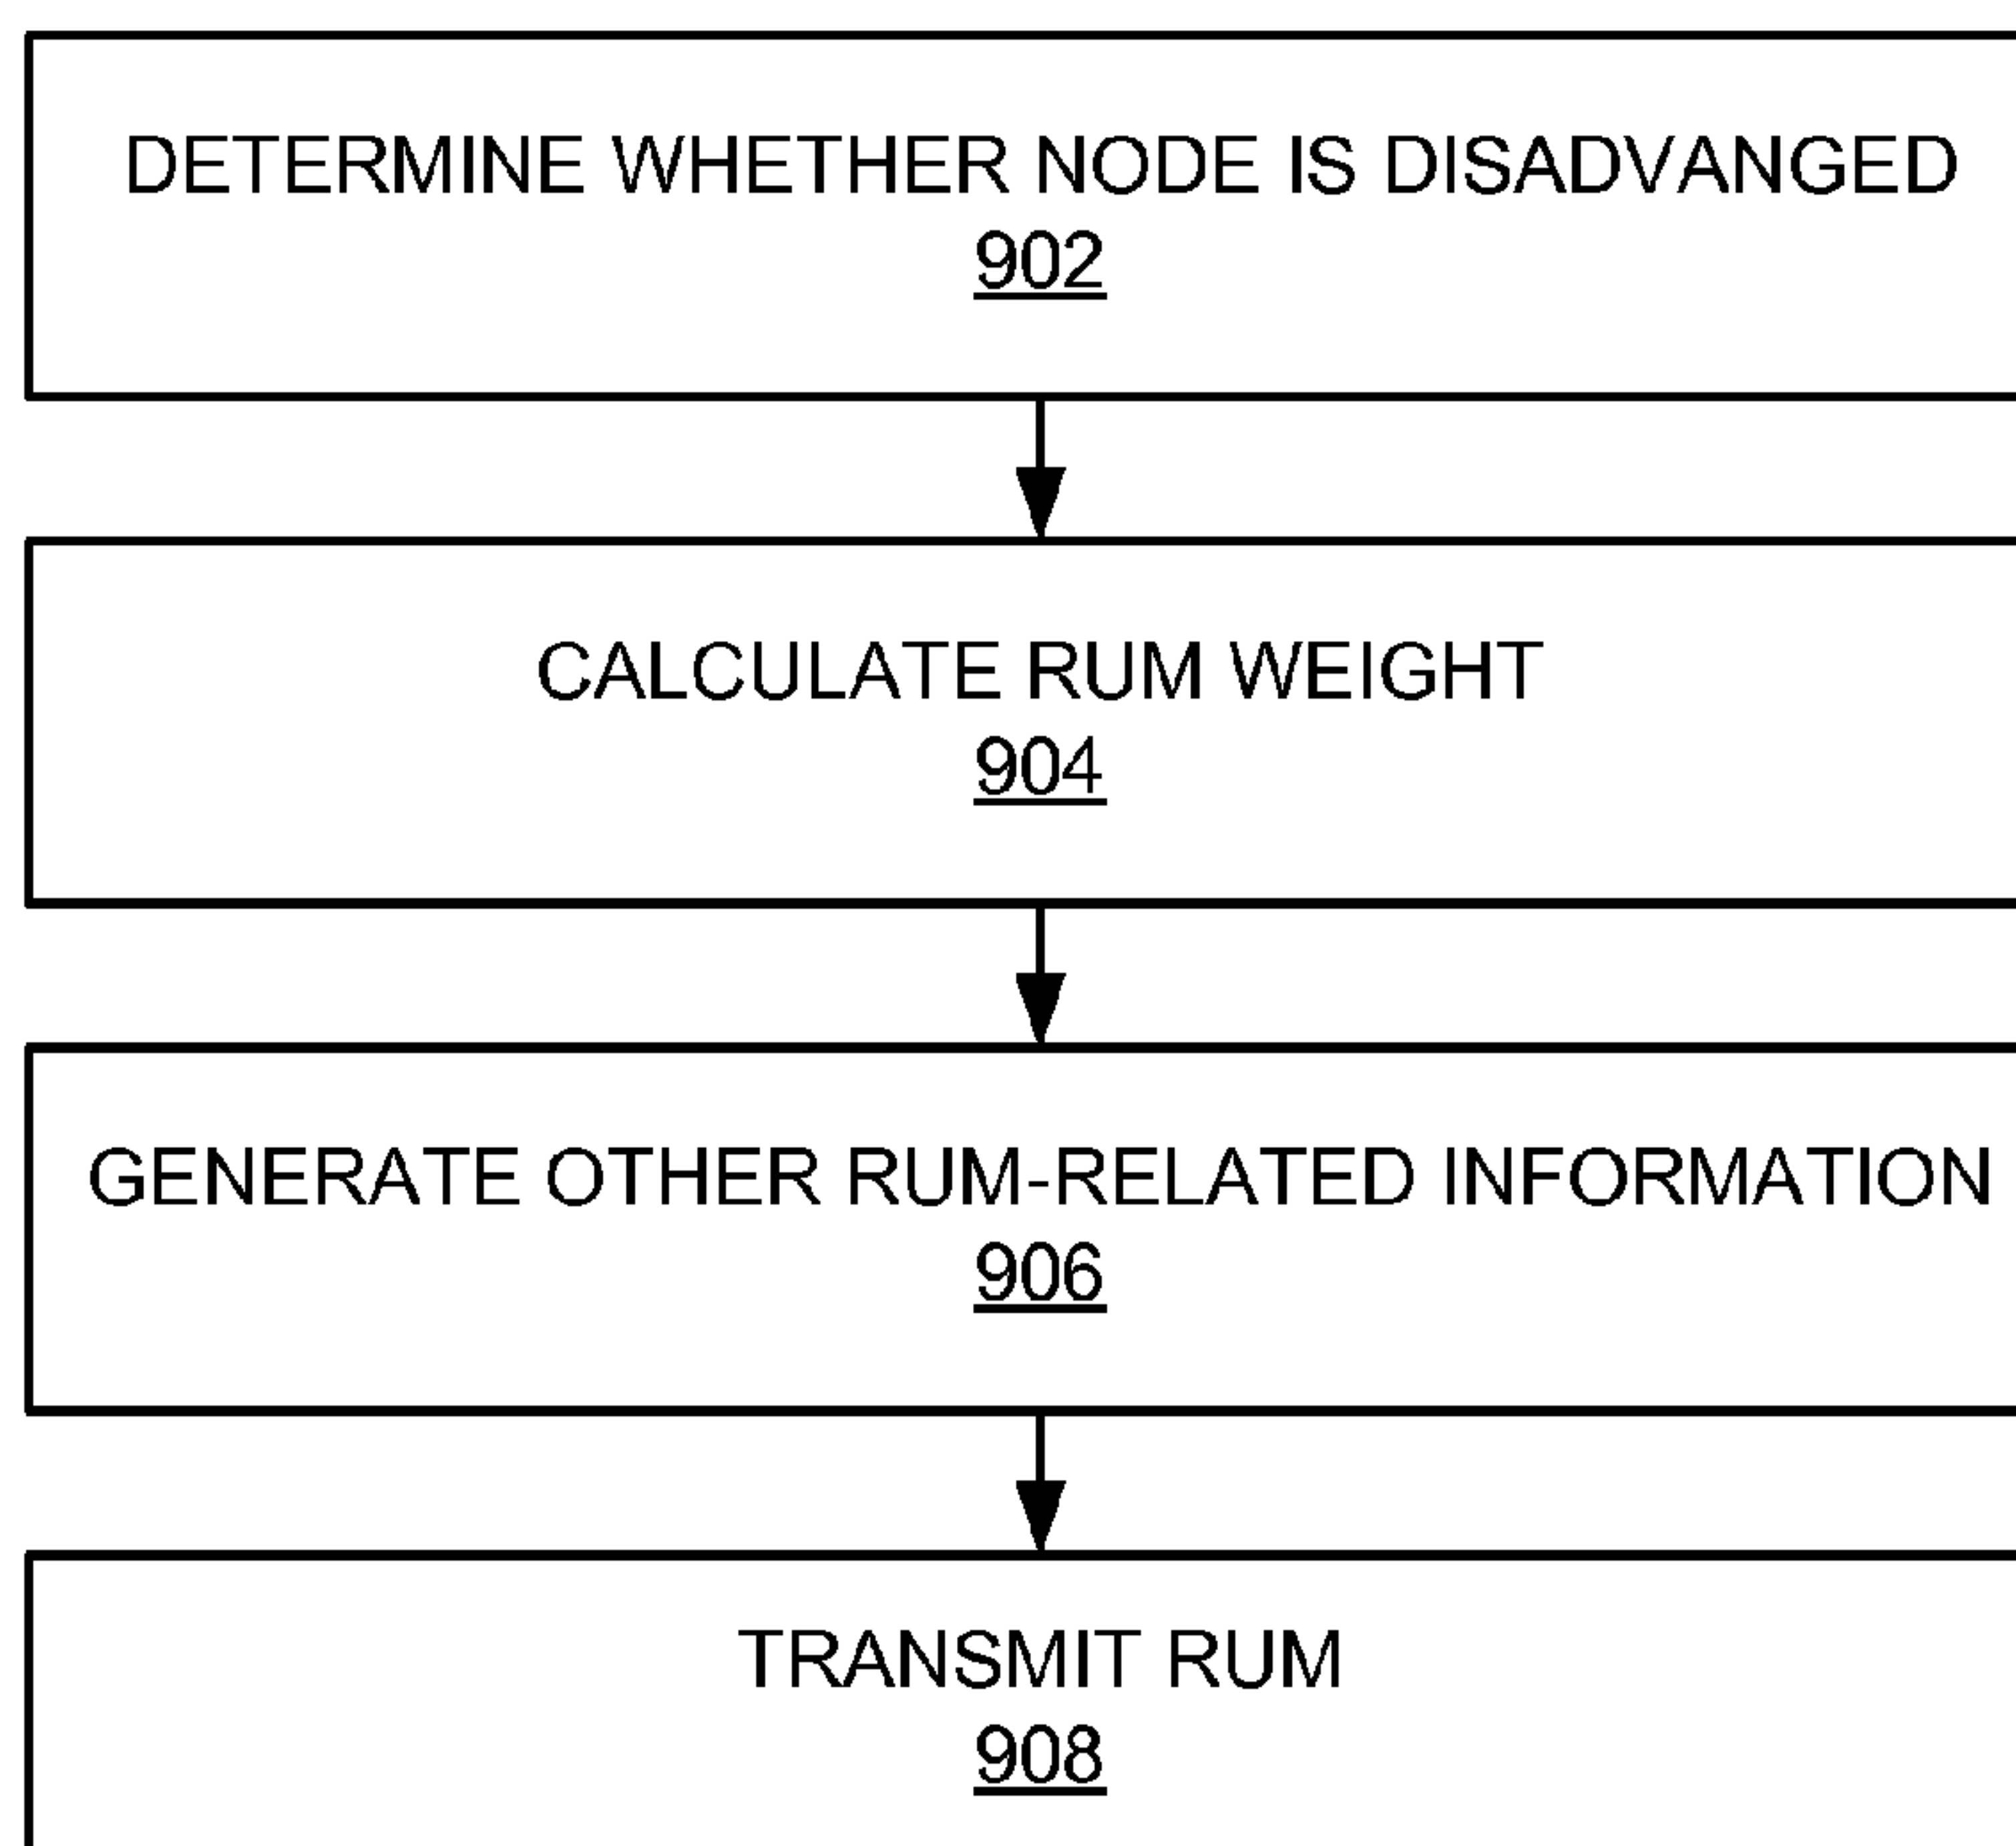 DETERMINE WHETHER NODE IS DISADVANGED
902
CALCULATE RUM WEIGHT
904
GENERATE OTHER RUM-RELATED INFORMATION
906
TRANSMIT RUM
908